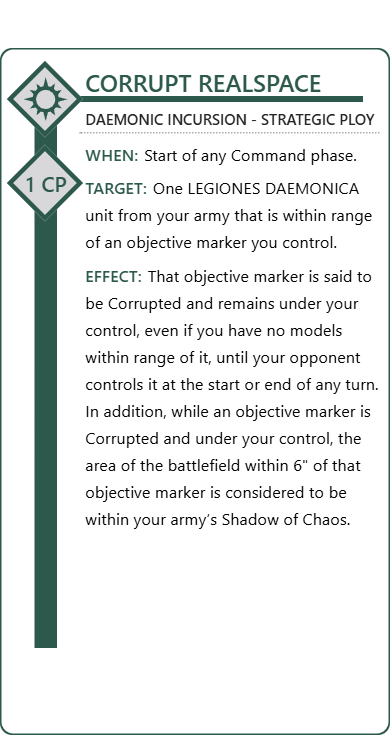 CORRUPT REALSPACE
DAEMONIC INCURSION - STRATEGIC PLOY
WHEN: Start of any Command phase.
1 CP
TARGET: One LEGIONES DAEMONICA
unit from your army that is within range
of an objective marker you control.
EFFECT: That objective marker is said to
be Corrupted and remains under your
control, even if you have no models
within range of it, until your opponent
controls it at the start or end of any turn.
In addition, while an objective marker is
Corrupted and under your control, the
area of the battlefield within 6" of that
objective marker is considered to be
within your army’s Shadow of Chaos.